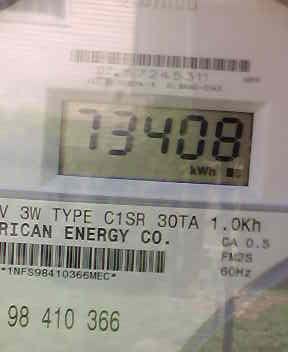 73408
kWh
V 3W TYPE C1SR 30TA 1.0Kh
RICAN ENERGY CO.
CA 0.5
FM2S
60Hz
*1NFS98410366MEC*
98 410 366